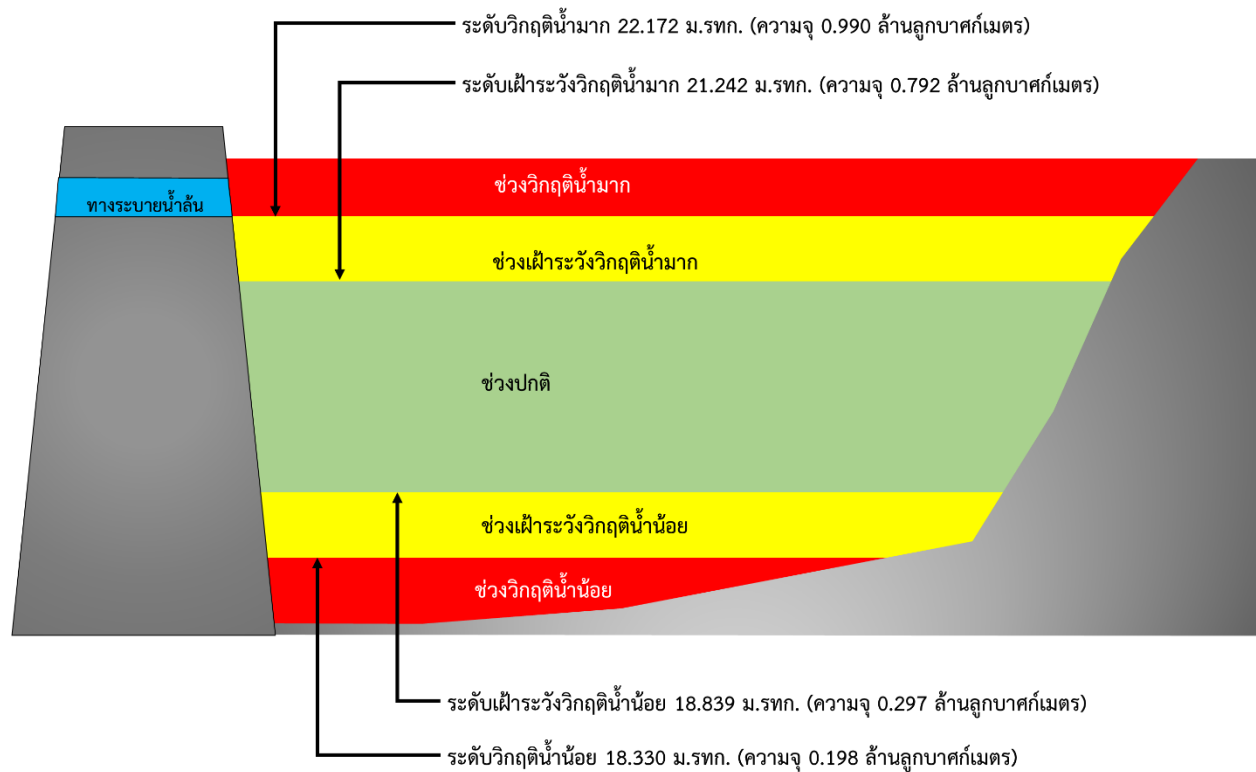 ระดับวิกฤติน้ำมาก 22.172 ม.รทก. (ความจุ 0.990 ล้านลูกบาศก์เมตร)
ระดับเฝ้าระวังวิกฤติน้ำมาก 21.242 ม.รทก. (ความจุ 0.792 ล้านลูกบาศก์เมตร)
ช่วงวิกฤติน้ำมาก
ทางระบายน้ำล้น
ช่วงเฝ้าระวังวิกฤติน้ำมาก
ช่วงปกติ
ช่วงเฝ้าระวังวิกฤติน้ำน้อย
ช่วงวิกฤติน้ำน้อย
ระดับเฝ้าระวังวิกฤติน้ำน้อย 18.839 ม.รทก. (ความจุ 0.297 ล้านลูกบาศก์เมตร)
ระดับวิกฤติน้ำน้อย 18.330 ม.รทก. (ความจุ 0.198 ล้านลูกบาศก์เมตร)